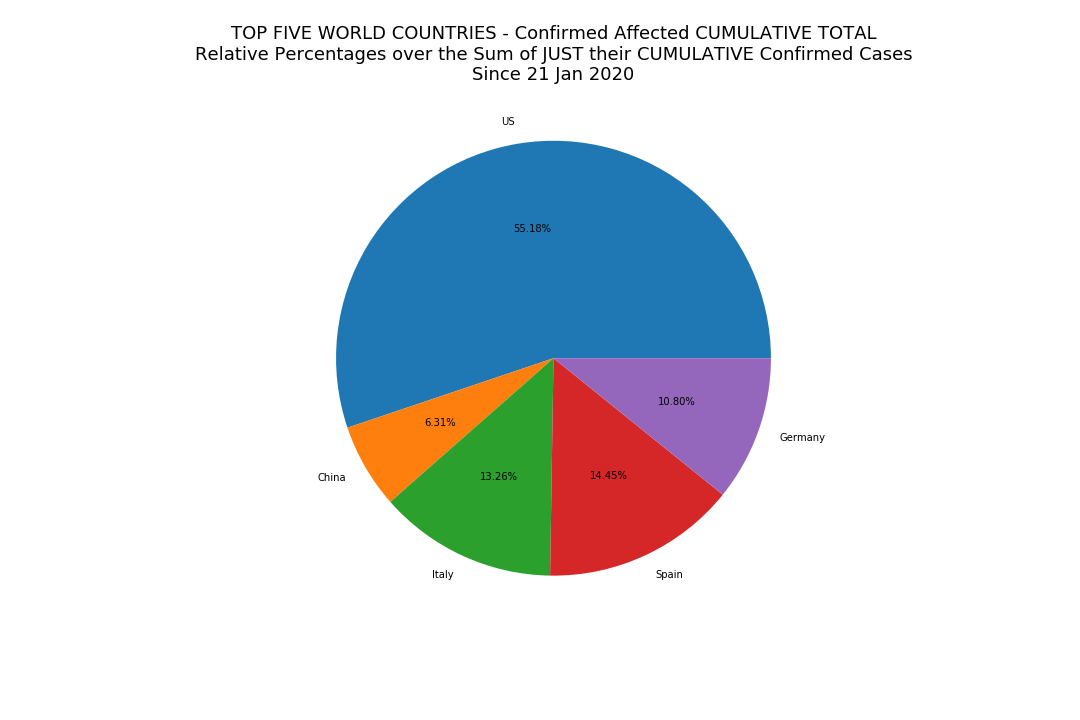 TOP FIVE WORLD COUNTRIES - Confirmed Affected CUMULATIVE TOTAL
Relative Percentages over the Sum of JUST their CUMULATIVE Confirmed Cases
Since 21 Jan 2020
US
55.18%
10.80%
6.31%
Germany
14.45%
13.26%
China
Italy
Spain